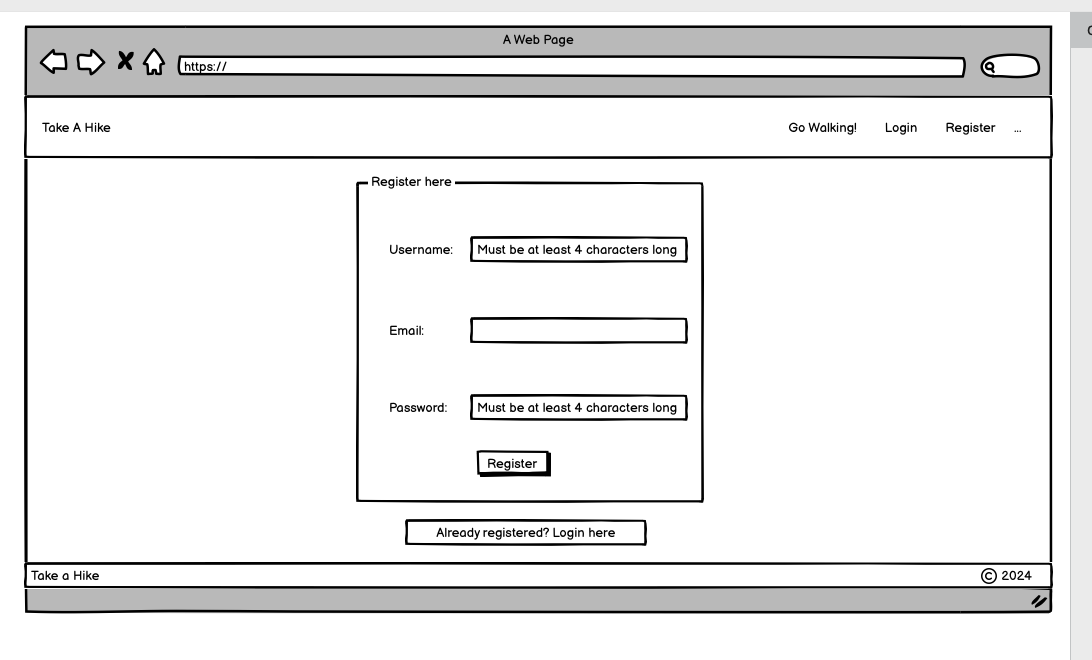 A Web Page
https://
Take A Hike Go Walking! Login Register ...
Register here
Username: Must be at least 4 characters long
Email:
Password: Must be at least 4 characters long
Register
Already registered? Login here
Take a Hike © 2024